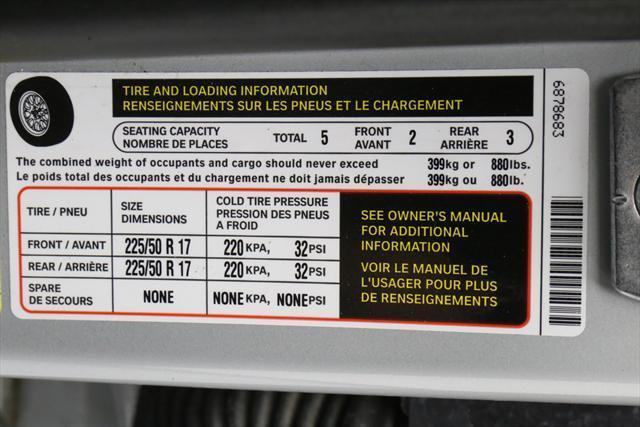 TIRE AND LOADING INFORMATION
RENSEIGNEMENTS SUR LES PNEUS ET LE CHARGEMENT
SEATING CAPACITY
NOMBRE DE PLACES
TOTAL 5
FRONT
AVANT 2
REAR
ARRIÈRE 3
The combined weight of occupants and cargo should never exceed 399kg or 880lbs.
Le poids total des occupants et du chargement ne doit jamais dépasser 399kg ou 880lb.
TIRE / PNEU
SIZE
DIMENSIONS
COLD TIRE PRESSURE
PRESSION DES PNEUS
A FROID
FRONT / AVANT 225/50 R 17 220 KPA, 32PSI
REAR / ARRIÈRE 225/50 R 17 220 KPA, 32PSI
SPARE
DE SECOURS NONE NONE KPA, NONE PSI
SEE OWNER'S MANUAL
FOR ADDITIONAL
INFORMATION
VOIR LE MANUEL DE
L'USAGER POUR PLUS
DE RENSEIGNEMENTS
6878683